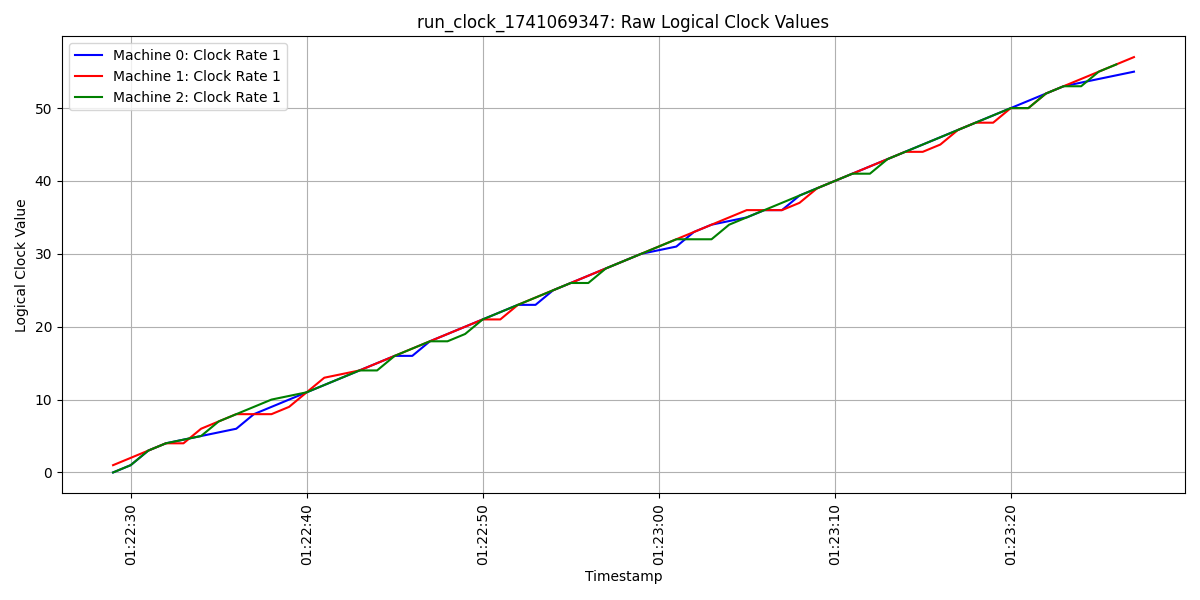 run_clock_1741069347: Raw Logical Clock Values
Machine 0: Clock Rate 1
Machine 1: Clock Rate 1
Machine 2: Clock Rate 1
Logical Clock Value
50
40
30
20
10
0
01:22:30
01:22:40
01:22:50
01:23:00
01:23:10
01:23:20
Timestamp